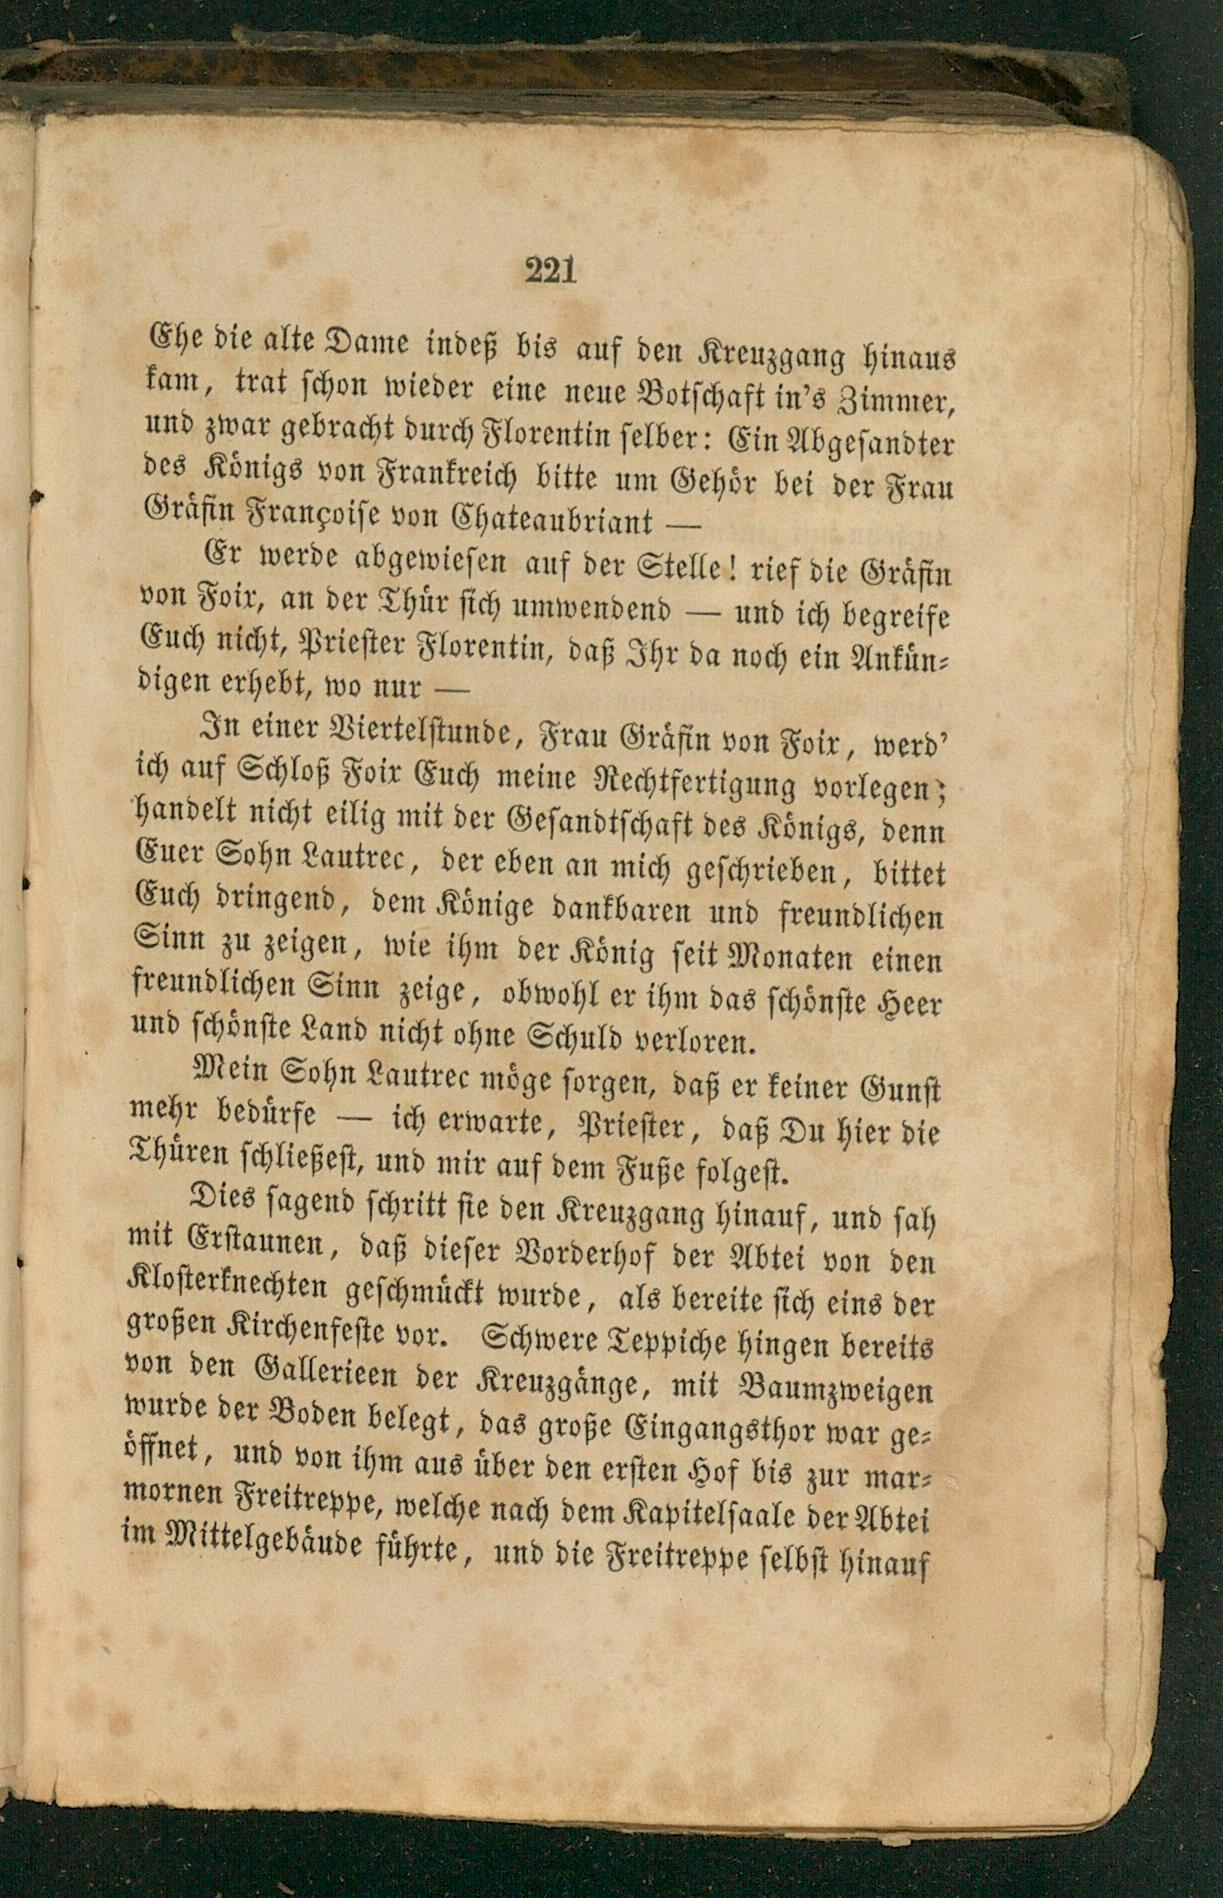 221
Ehe die alte Dame indeß bis auf den Kreuzgang hinaus
kam, trat schon wieder eine neue Botschaft in's Zimmer,
und zwar gebracht durch Florentin selber: Ein Abgesandter
des Königs von Frankreich bitte um Gehör bei der Frau
Gräfin Françoise von Chateaubriant —
Er werde abgewiesen auf der Stelle! rief die Gräfin
von Foix, an der Thür sich umwendend — und ich begreife
Euch nicht, Priester Florentin, daß Ihr da noch ein Ankün-
digen erhebt, wo nur —
In einer Viertelstunde, Frau Gräfin von Foix, werd'
ich auf Schloß Foix Euch meine Rechtfertigung vorlegen;
handelt nicht eilig mit der Gesandtschaft des Königs, denn
Euer Sohn Lautrec, der eben an mich geschrieben, bittet
Euch dringend, dem Könige dankbaren und freundlichen
Sinn zu zeigen, wie ihm der König seit Monaten einen
freundlichen Sinn zeige, obwohl er ihm das schönste Heer
und schönste Land nicht ohne Schuld verloren.
Mein Sohn Lautrec möge sorgen, daß er keiner Gunst
mehr bedürfe — ich erwarte, Priester, daß Du hier die
Thüren schließest, und mir auf dem Fuße folgest.
Dies sagend schritt sie den Kreuzgang hinauf, und sah
mit Erstaunen, daß dieser Vorderhof der Abtei von den
Klosterknechten geschmückt wurde, als bereite sich eins der
großen Kirchenfeste vor. Schwere Teppiche hingen bereits
von den Gallerieen der Kreuzgänge, mit Baumzweigen
wurde der Boden belegt, das große Eingangsthor war ge-
öffnet, und von ihm aus über den ersten Hof bis zur mar-
mornen Freitreppe, welche nach dem Kapitelsaale der Abtei
im Mittelgebäude führte, und die Freitreppe selbst hinauf